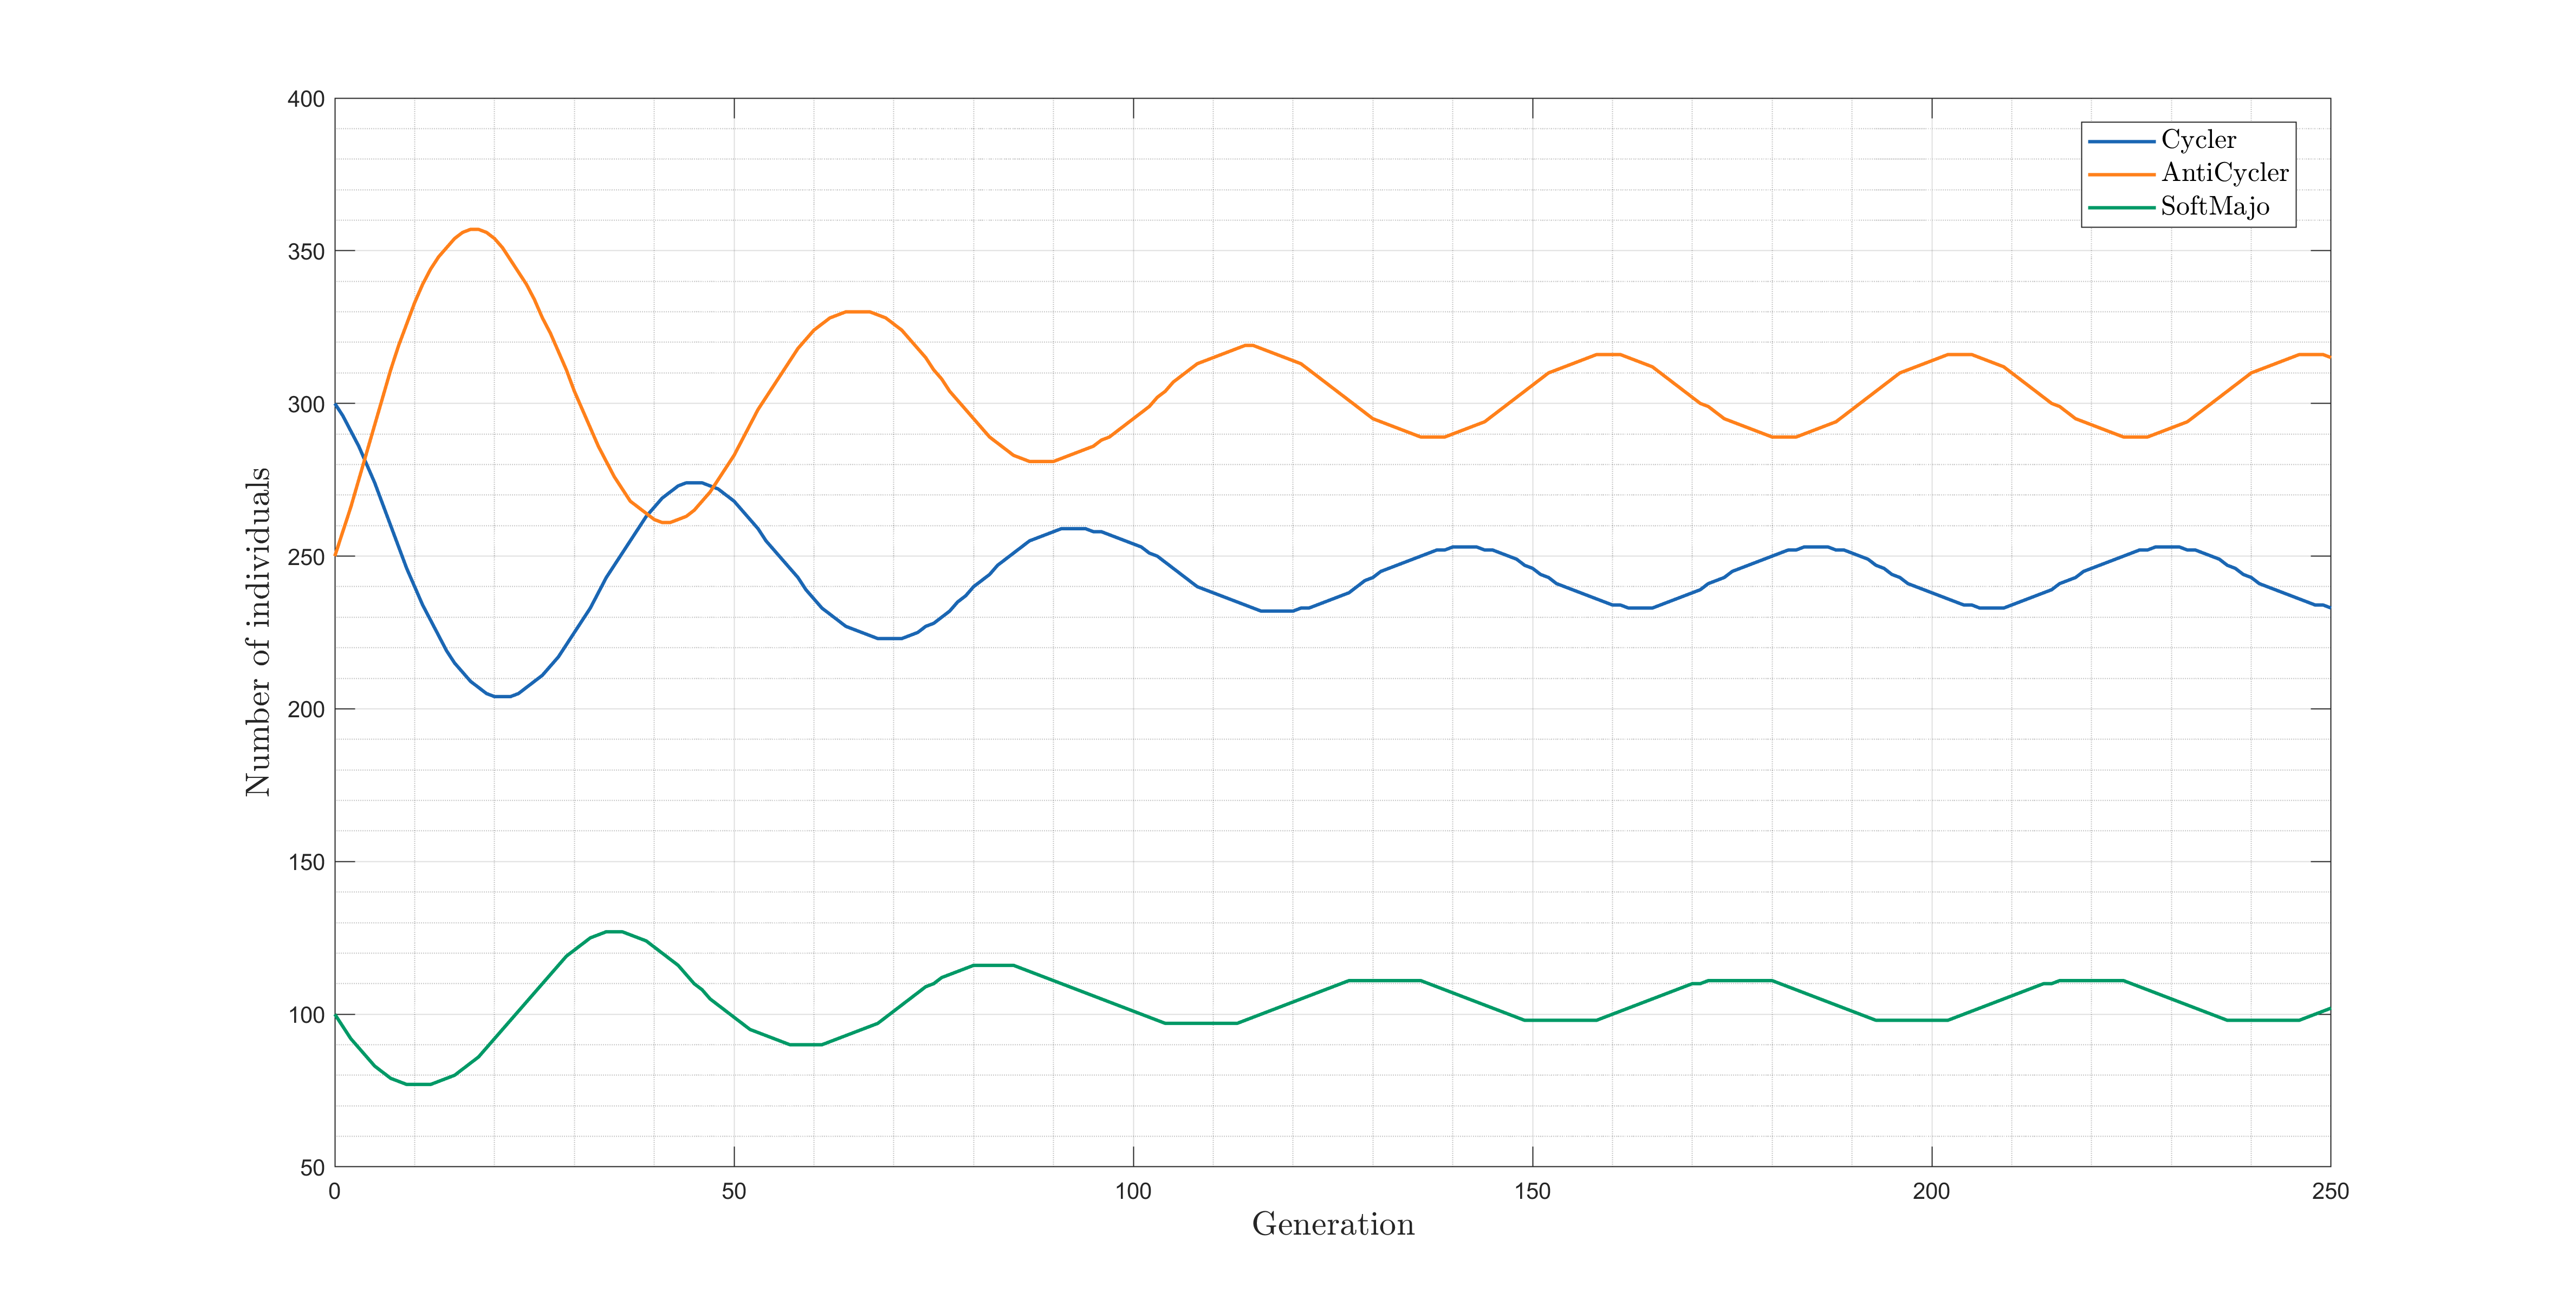 400
350
300
250
200
150
100
50
0
50
100
150
200
250
Number of individuals
Generation
Cycler
AntiCycler
SoftMajo